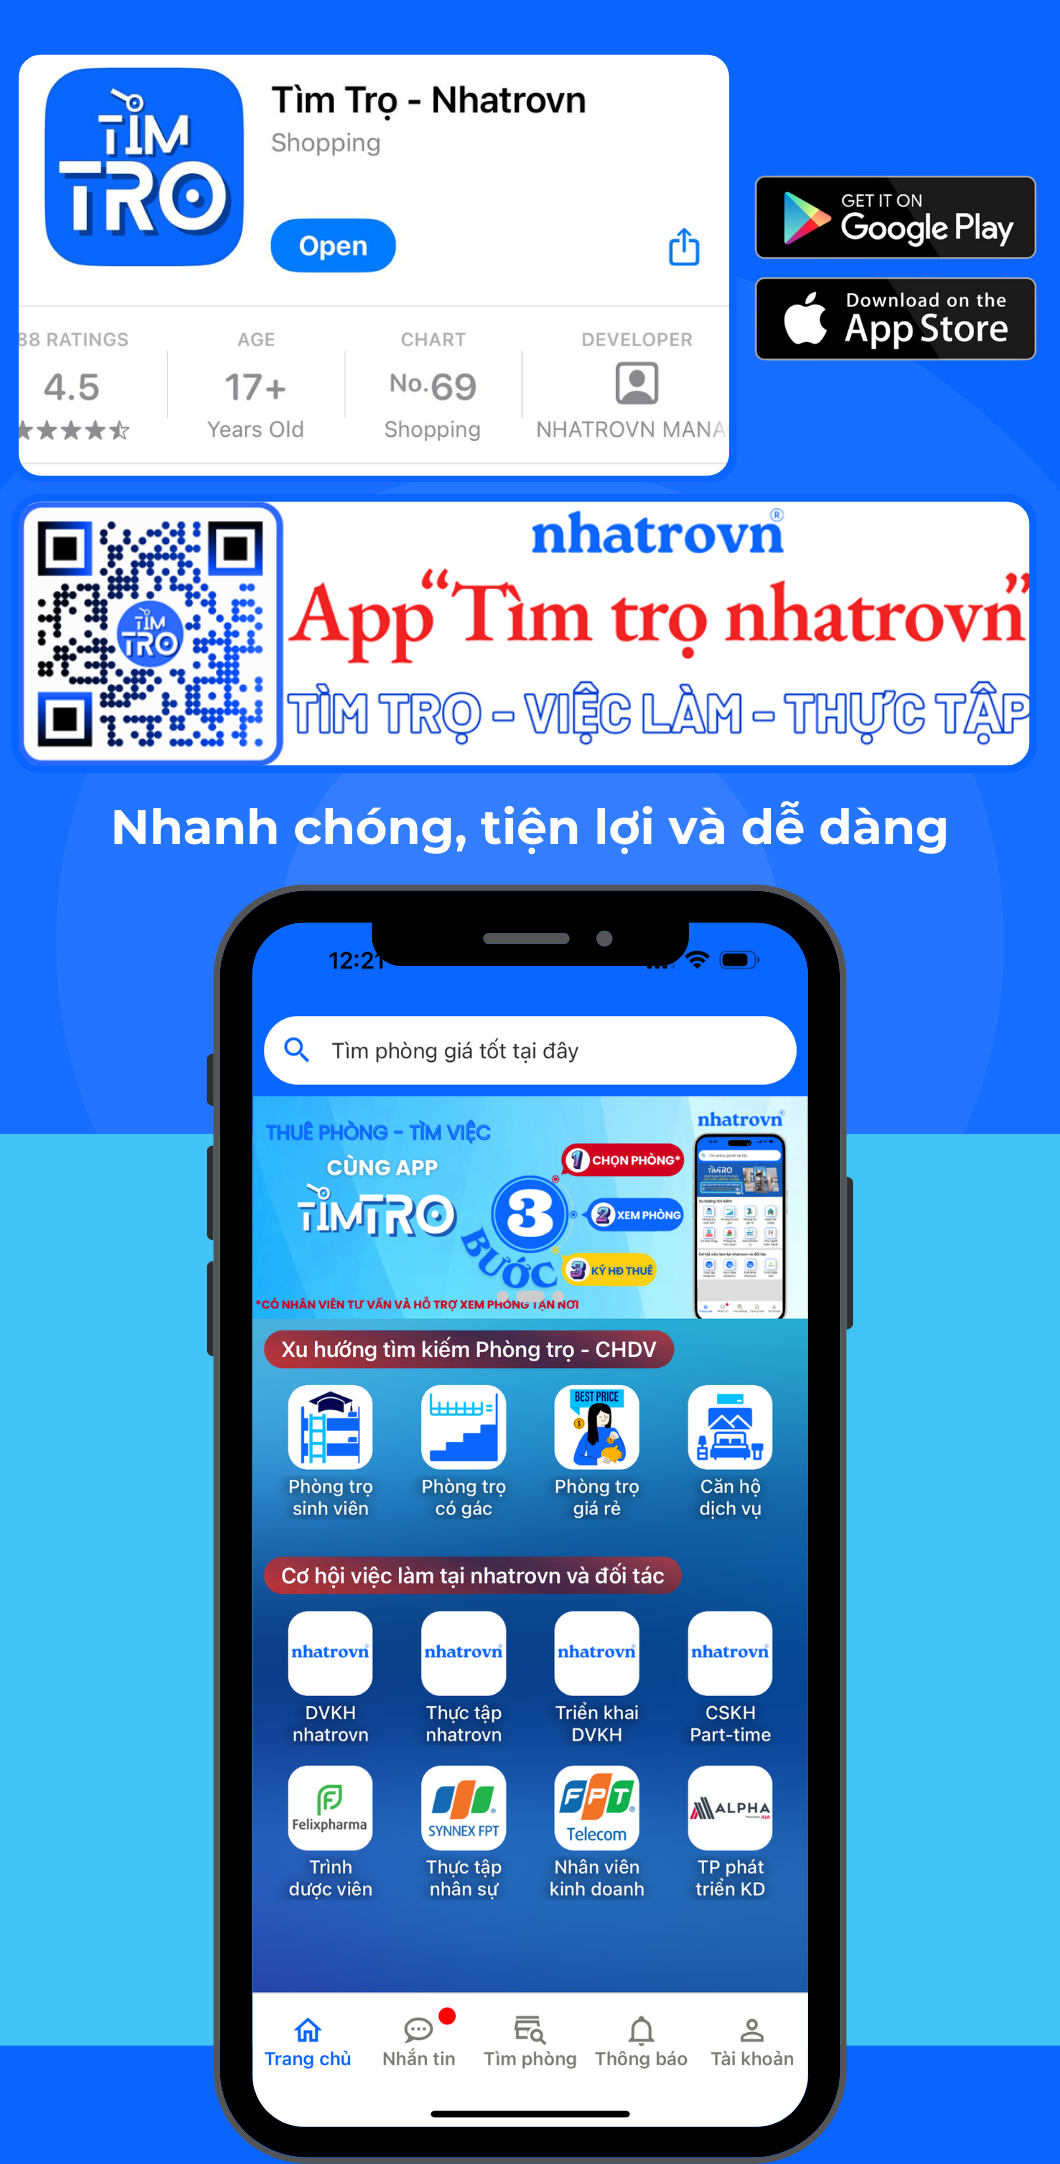 TÌM
TRO
Tìm Trọ - Nhatrovn
Shopping
Open
GET IT ON
Google Play
Download on the
App Store
88 RATINGS
4.5
AGE
17+
Years Old
CHART
No.69
Shopping
DEVELOPER
NHATROVN MANA
TÌM
TRO
nhatrovn®
App“Tìm trọ nhatrovn”
TÌM TRỌ - VIỆC LÀM - THỰC TẬP
Nhanh chóng, tiện lợi và dễ dàng
12:21
Tìm phòng giá tốt tại đây
THUÊ PHÒNG - TÌM VIỆC
CÙNG APP
TÌMTRO
3
BƯỚC
1 CHỌN PHÒNG*
2 XEM PHÒNG
3 KÝ HĐ THUÊ
*CÓ NHÂN VIÊN TƯ VẤN VÀ HỖ TRỢ XEM PHÒNG TẬN NƠI
nhatrovn
Xu hướng tìm kiếm Phòng trọ - CHDV
BEST PRICE
Phòng trọ
sinh viên
Phòng trọ
có gác
Phòng trọ
giá rẻ
Căn hộ
dịch vụ
Cơ hội việc làm tại nhatrovn và đối tác
nhatrovn
DVKH
nhatrovn
nhatrovn
Thực tập
nhatrovn
nhatrovn
Triển khai
DVKH
nhatrovn
CSKH
Part-time
Felixpharma
Trình
dược viên
SYNNEX FPT
Thực tập
nhân sự
FPT
Telecom
Nhân viên
kinh doanh
ALPHA
AIA
TP phát
triển KD
Trang chủ
Nhắn tin
Tìm phòng
Thông báo
Tài khoản